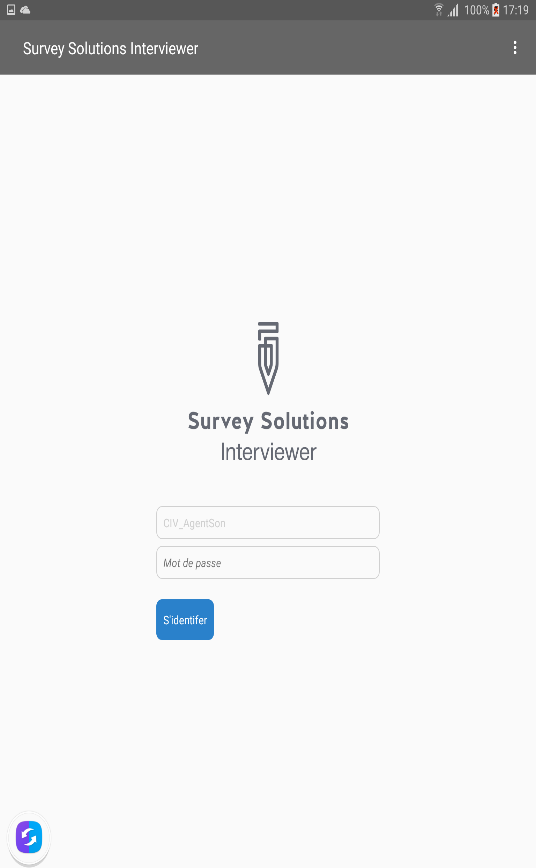 100% 17:19
Survey Solutions Interviewer
Survey Solutions
Interviewer
CIV_AgentSon
Mot de passe
S'identifer